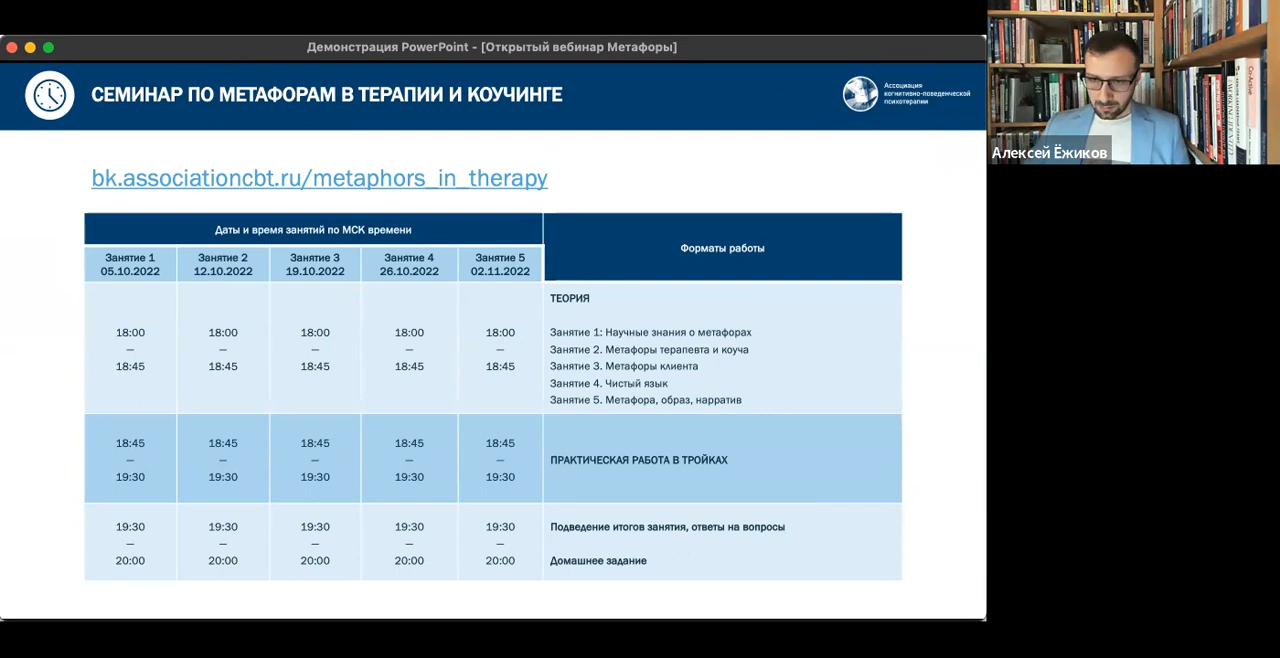 Демонстрация PowerPoint - [Открытый вебинар Метафоры]
СЕМИНАР ПО МЕТАФОРАМ В ТЕРАПИИ И КОУЧИНГЕ
Ассоциация
когнитивно-поведенческой
психотерапии
Алексей Ёжиков
bk.associationcbt.ru/metaphors_in_therapy
Даты и время занятий по МСК времени
Форматы работы
Занятие 1 Занятие 2 Занятие 3 Занятие 4 Занятие 5
05.10.2022 12.10.2022 19.10.2022 26.10.2022 02.11.2022
ТЕОРИЯ
18:00 18:00 18:00 18:00 18:00 Занятие 1: Научные знания о метафорах
– – – – – Занятие 2. Метафоры терапевта и коуча
18:45 18:45 18:45 18:45 18:45 Занятие 3. Метафоры клиента
Занятие 4. Чистый язык
Занятие 5. Метафора, образ, нарратив
18:45 18:45 18:45 18:45 18:45
– – – – – ПРАКТИЧЕСКАЯ РАБОТА В ТРОЙКАХ
19:30 19:30 19:30 19:30 19:30
19:30 19:30 19:30 19:30 19:30 Подведение итогов занятия, ответы на вопросы
– – – – –
20:00 20:00 20:00 20:00 20:00 Домашнее задание